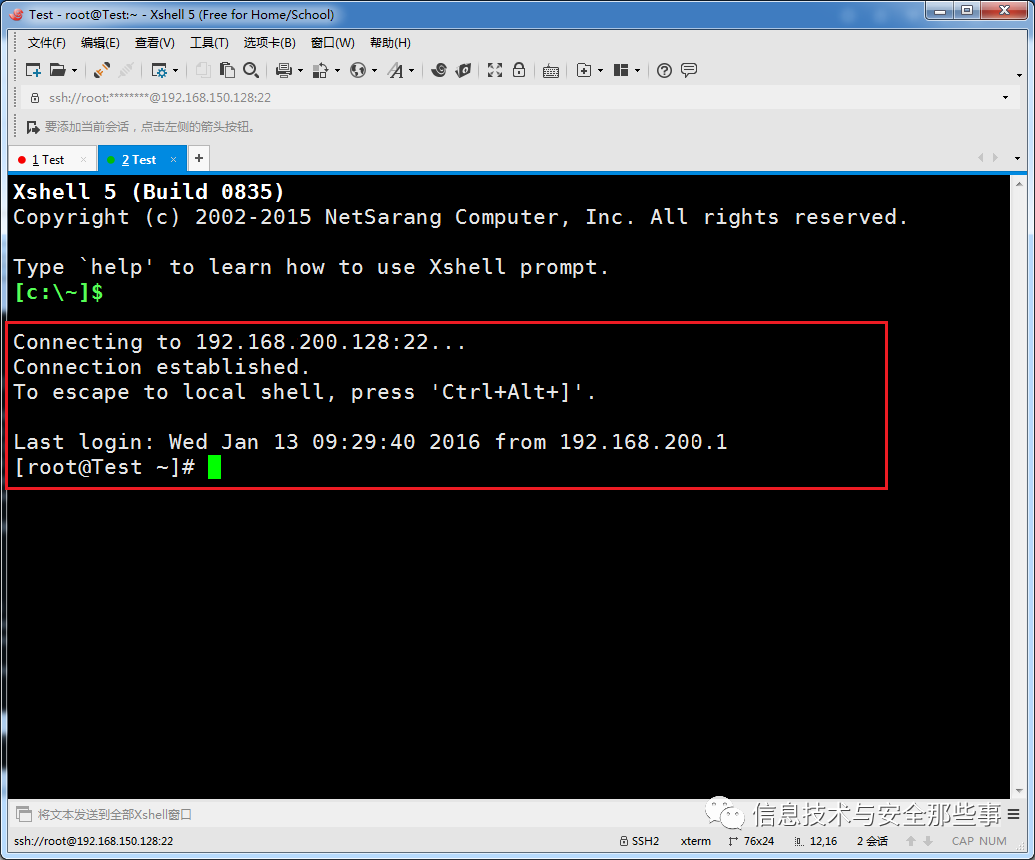 Test - root@Test:~ - Xshell 5 (Free for Home/School)
文件(F) 编辑(E) 查看(V) 工具(T) 选项卡(B) 窗口(W) 帮助(H)
ssh://root:********@192.168.150.128:22
要添加当前会话，点击左侧的箭头按钮。
1 Test × 2 Test × +
Xshell 5 (Build 0835)
Copyright (c) 2002-2015 NetSarang Computer, Inc. All rights reserved.
Type `help' to learn how to use Xshell prompt.
[c:\~]$
Connecting to 192.168.200.128:22...
Connection established.
To escape to local shell, press 'Ctrl+Alt+]'.
Last login: Wed Jan 13 09:29:40 2016 from 192.168.200.1
[root@Test ~]#
将文本发送到全部Xshell窗口
信息技术与安全那些事
ssh://root@192.168.150.128:22 SSH2 xterm 76x24 12,16 2 会话 CAP NUM